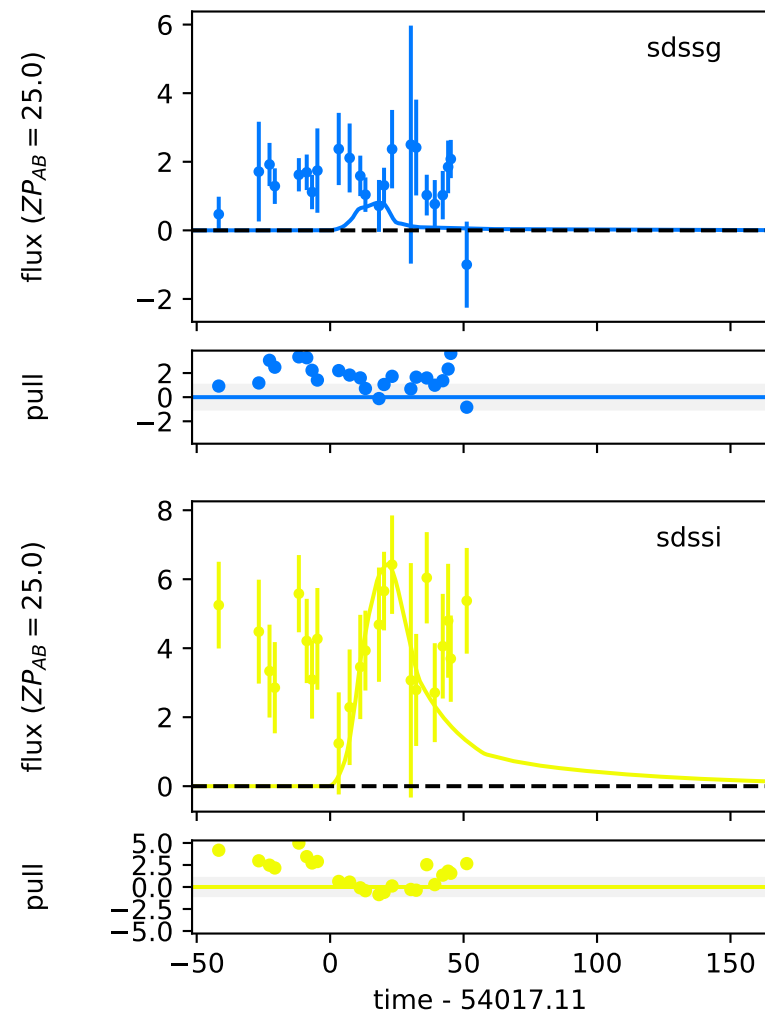 6
4
2
0
−2
flux (ZP_AB = 25.0)
sdssg
2
0
−2
pull
8
6
4
2
0
flux (ZP_AB = 25.0)
sdssi
5.0
2.5
0.0
−2.5
−5.0
pull
−50 0 50 100 150
time - 54017.11